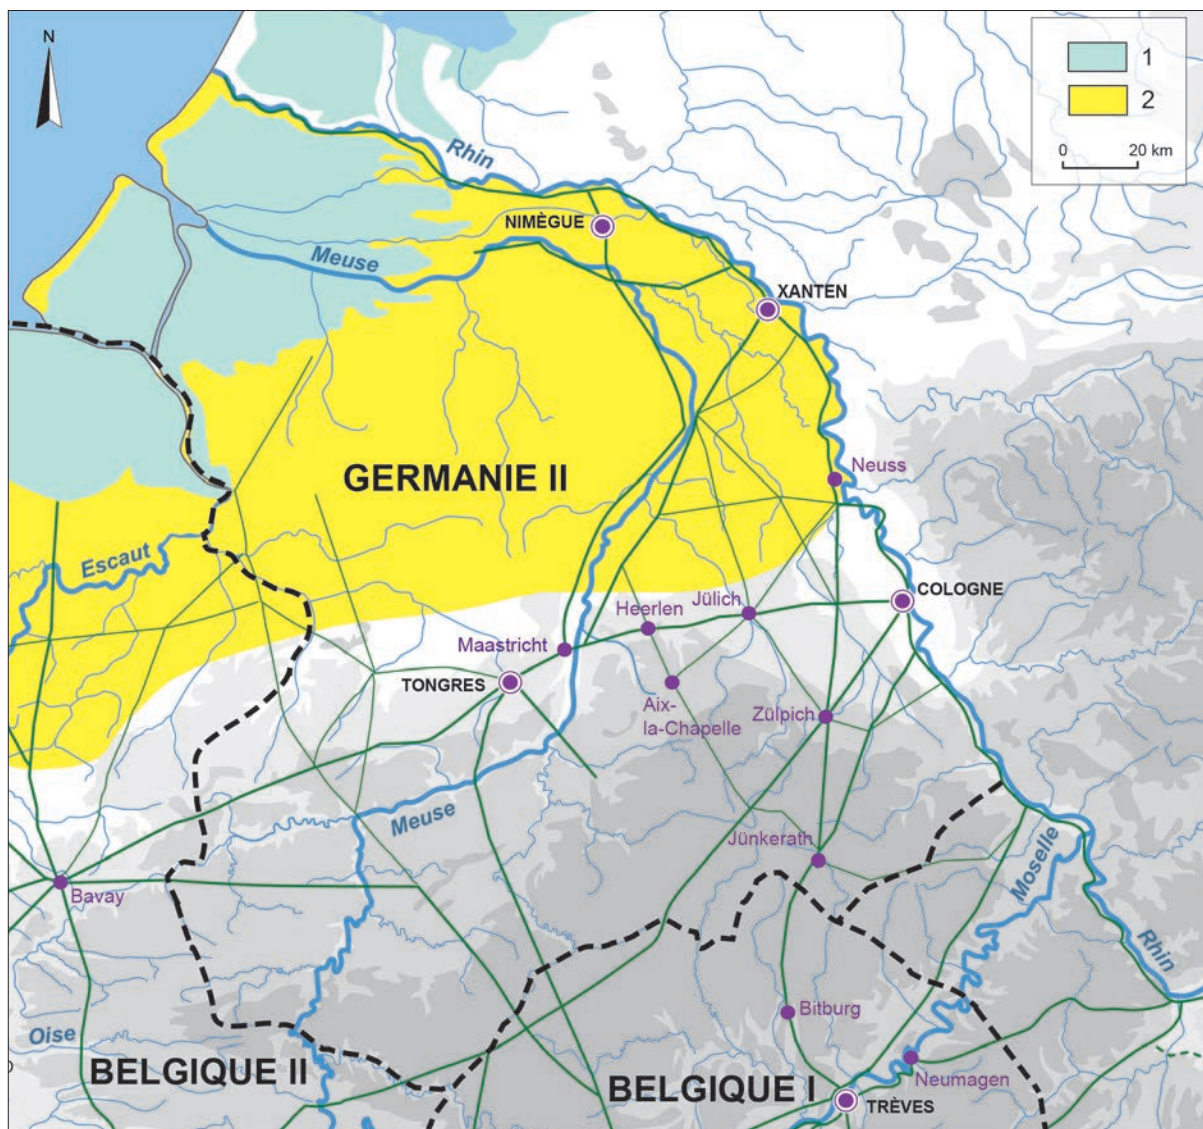 N
1
2
0 20 km
Rhin
NIMÈGUE
Meuse
XANTEN
GERMANIE II
Neuss
Escaut
COLOGNE
Jülich
Heerlen
Maastricht
TONGRES
Aix-
la-Chapelle
Zülpich
Meuse
Jünkerath
Moselle
Bavay
Rhin
Bitburg
Oise
BELGIQUE II
BELGIQUE I
Neumagen
TRÈVES